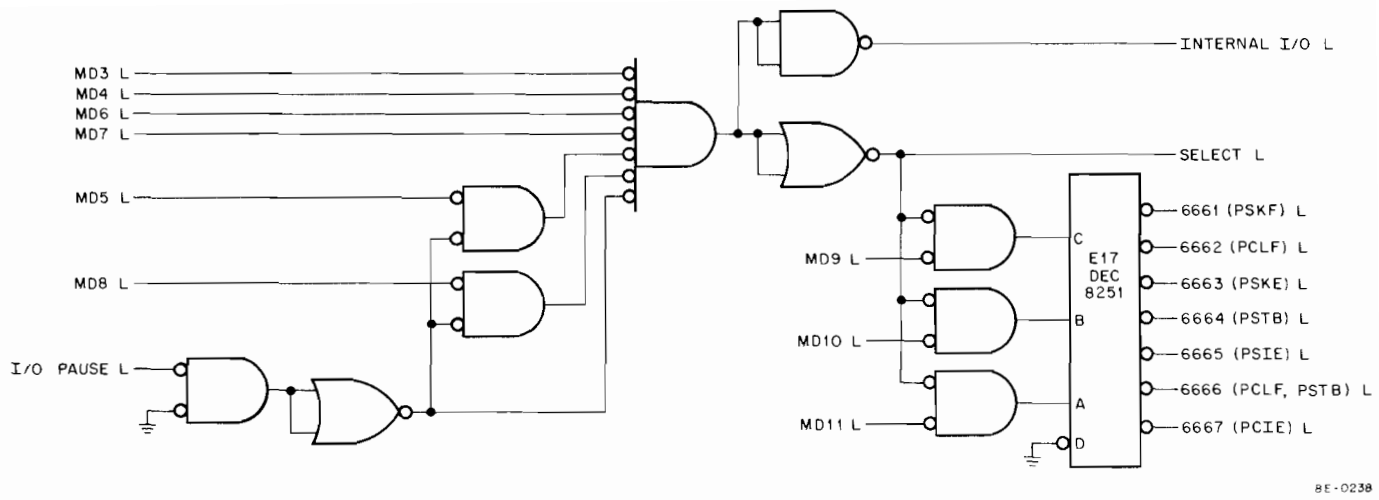 MD3 L
MD4 L
MD6 L
MD7 L
MD5 L
MD8 L
I/O PAUSE L
INTERNAL I/O L
SELECT L
MD9 L
MD10 L
MD11 L
C
B
A
D
E17
DEC
8251
6661 (PSKF) L
6662 (PCLF) L
6663 (PSKE) L
6664 (PSTB) L
6665 (PSIE) L
6666 (PCLF, PSTB) L
6667 (PCIE) L
8E-0238